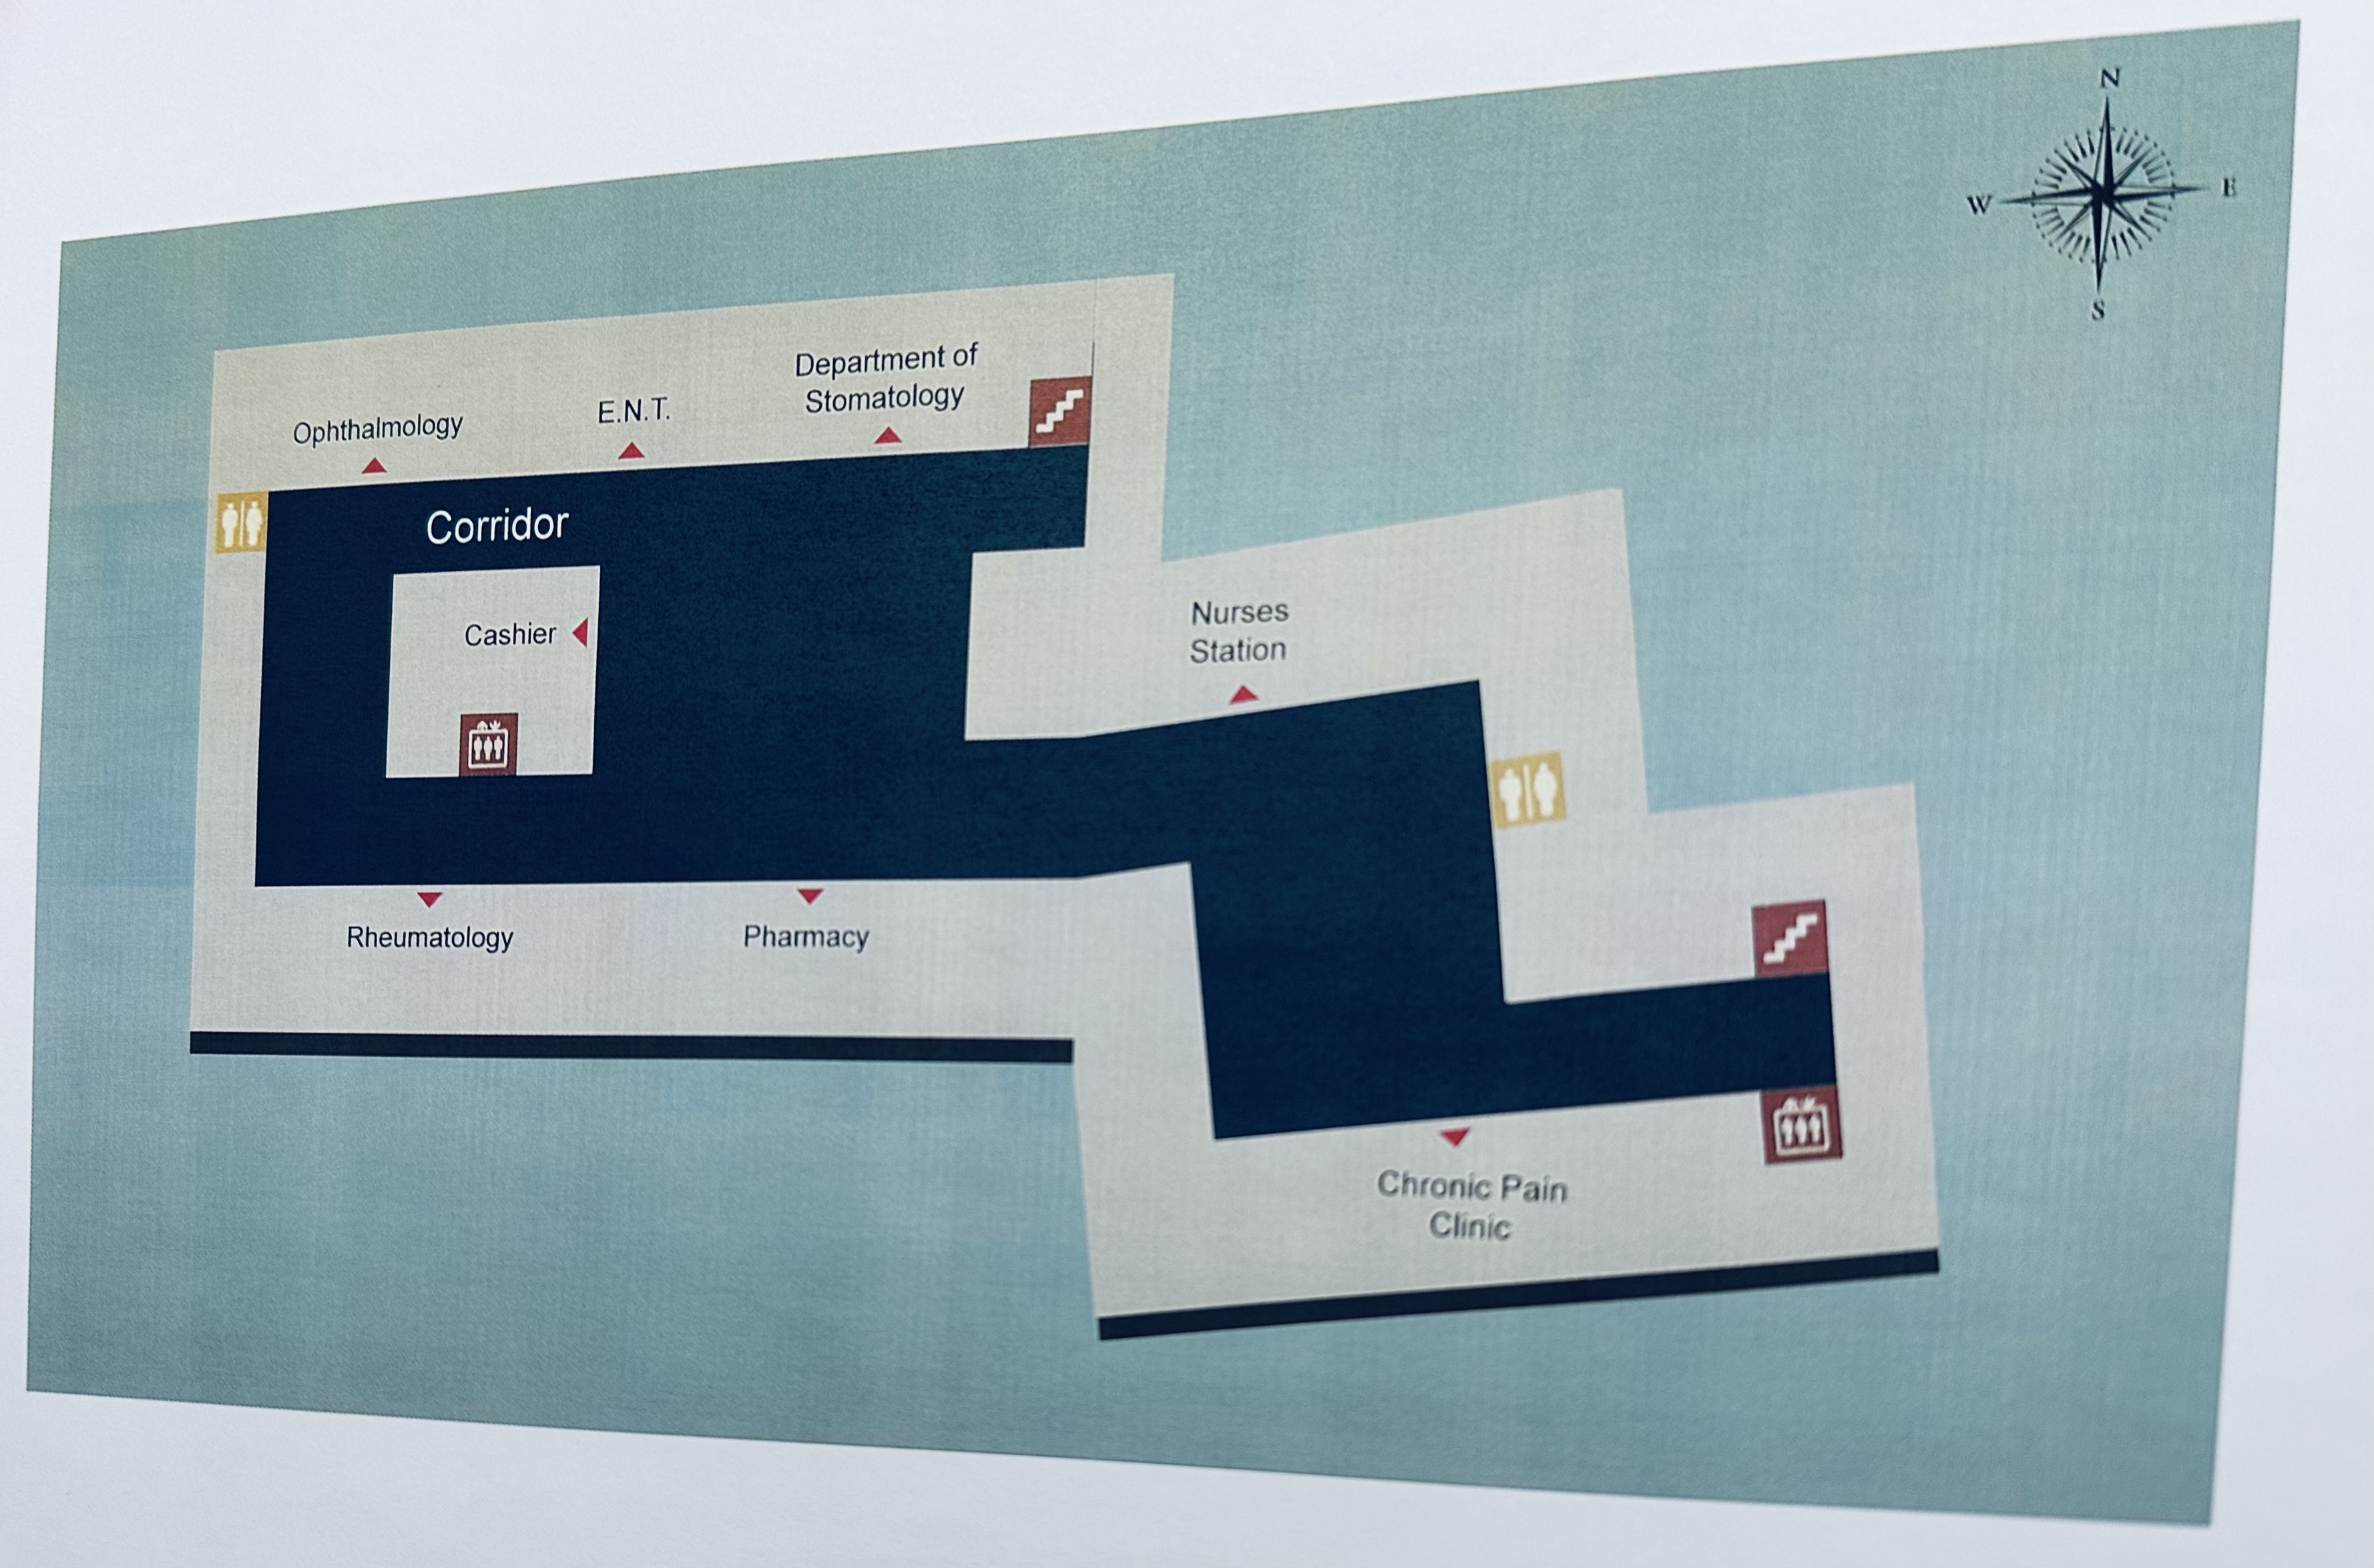 N
W
E
S
Department of
Stomatology
E.N.T.
Ophthalmology
Corridor
Cashier
Nurses
Station
Rheumatology
Pharmacy
Chronic Pain
Clinic